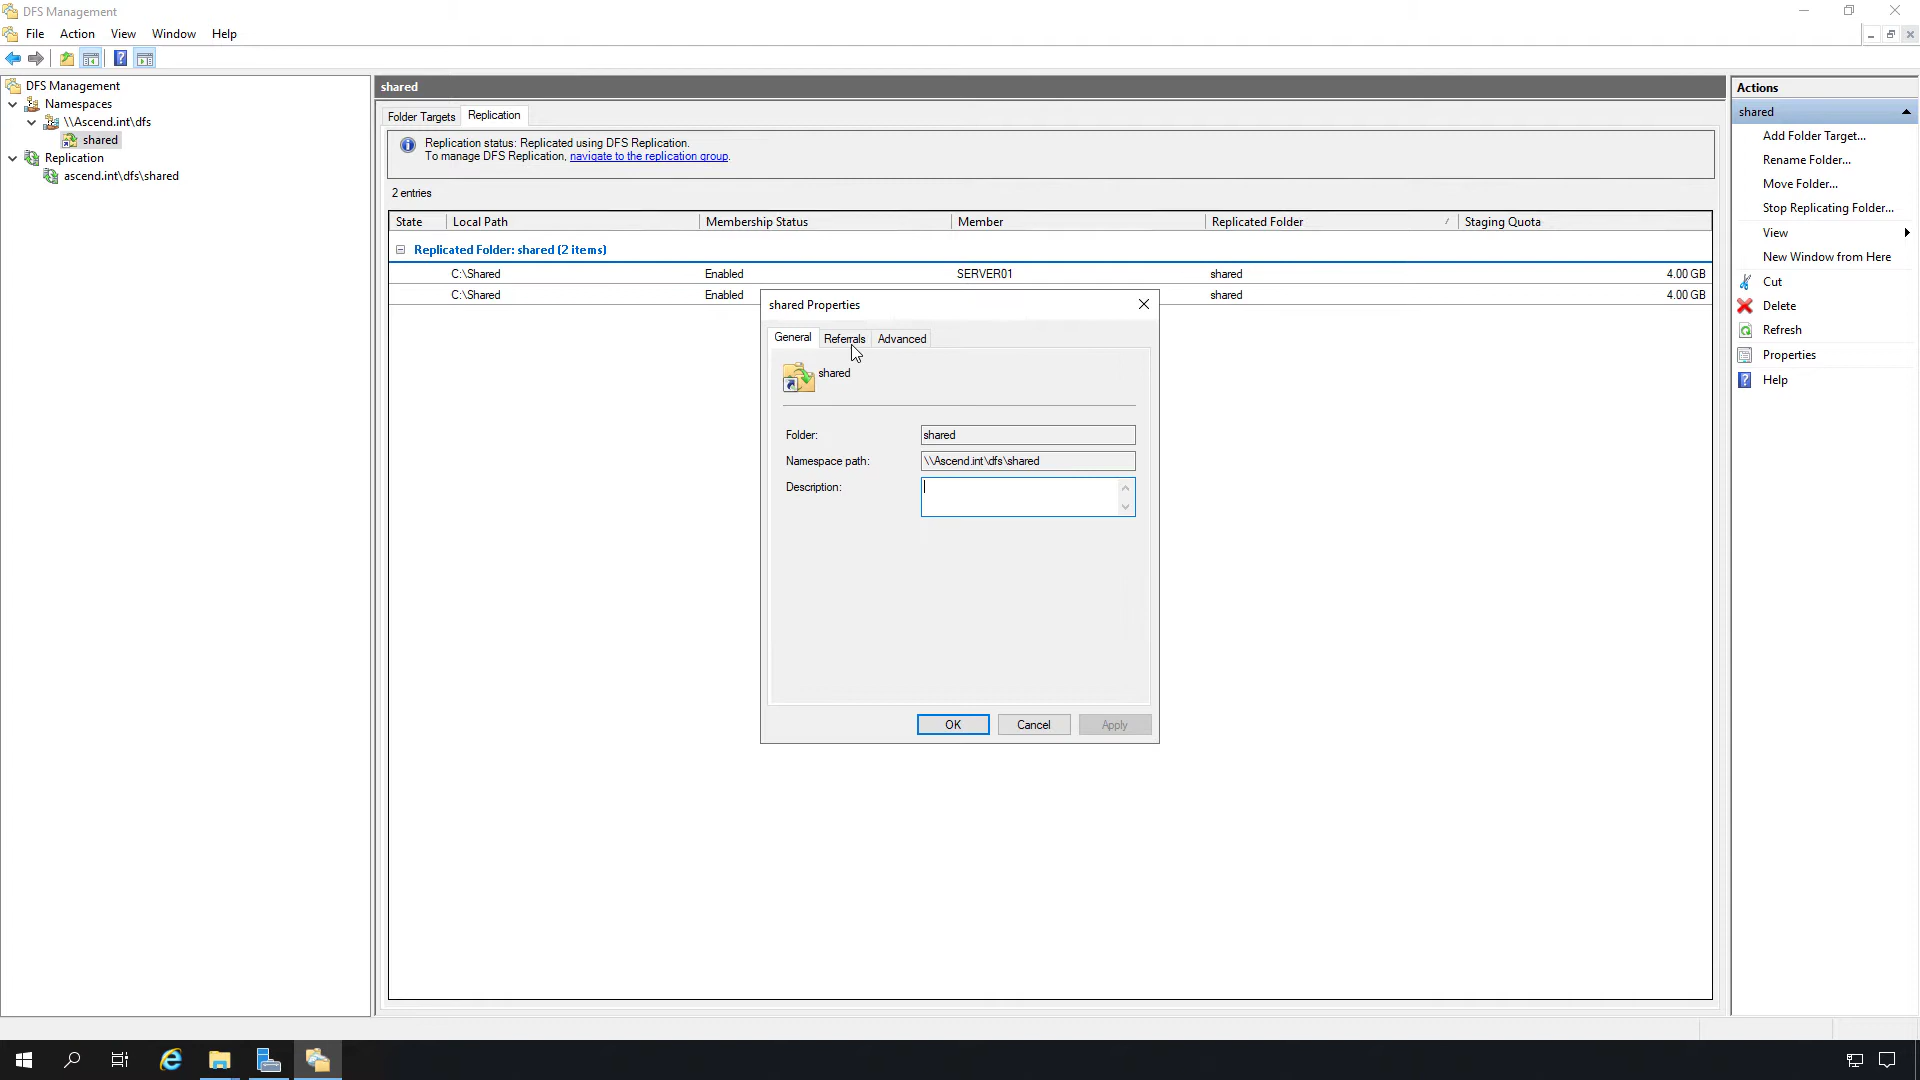 DFS Management
File Action View Window Help
DFS Management
Namespaces
\\Ascend.int\dfs
shared
Replication
ascend.int\dfs\shared
shared
Folder Targets Replication
Replication status: Replicated using DFS Replication.
To manage DFS Replication, navigate to the replication group.
2 entries
State Local Path Membership Status Member Replicated Folder Staging Quota
Replicated Folder: shared (2 items)
C:\Shared Enabled SERVER01 shared 4.00 GB
C:\Shared Enabled shared 4.00 GB
shared Properties
General Referrals Advanced
shared
Folder: shared
Namespace path: \\Ascend.int\dfs\shared
Description:
OK Cancel Apply
Actions
shared
Add Folder Target...
Rename Folder...
Move Folder...
Stop Replicating Folder...
View
New Window from Here
Cut
Delete
Refresh
Properties
Help